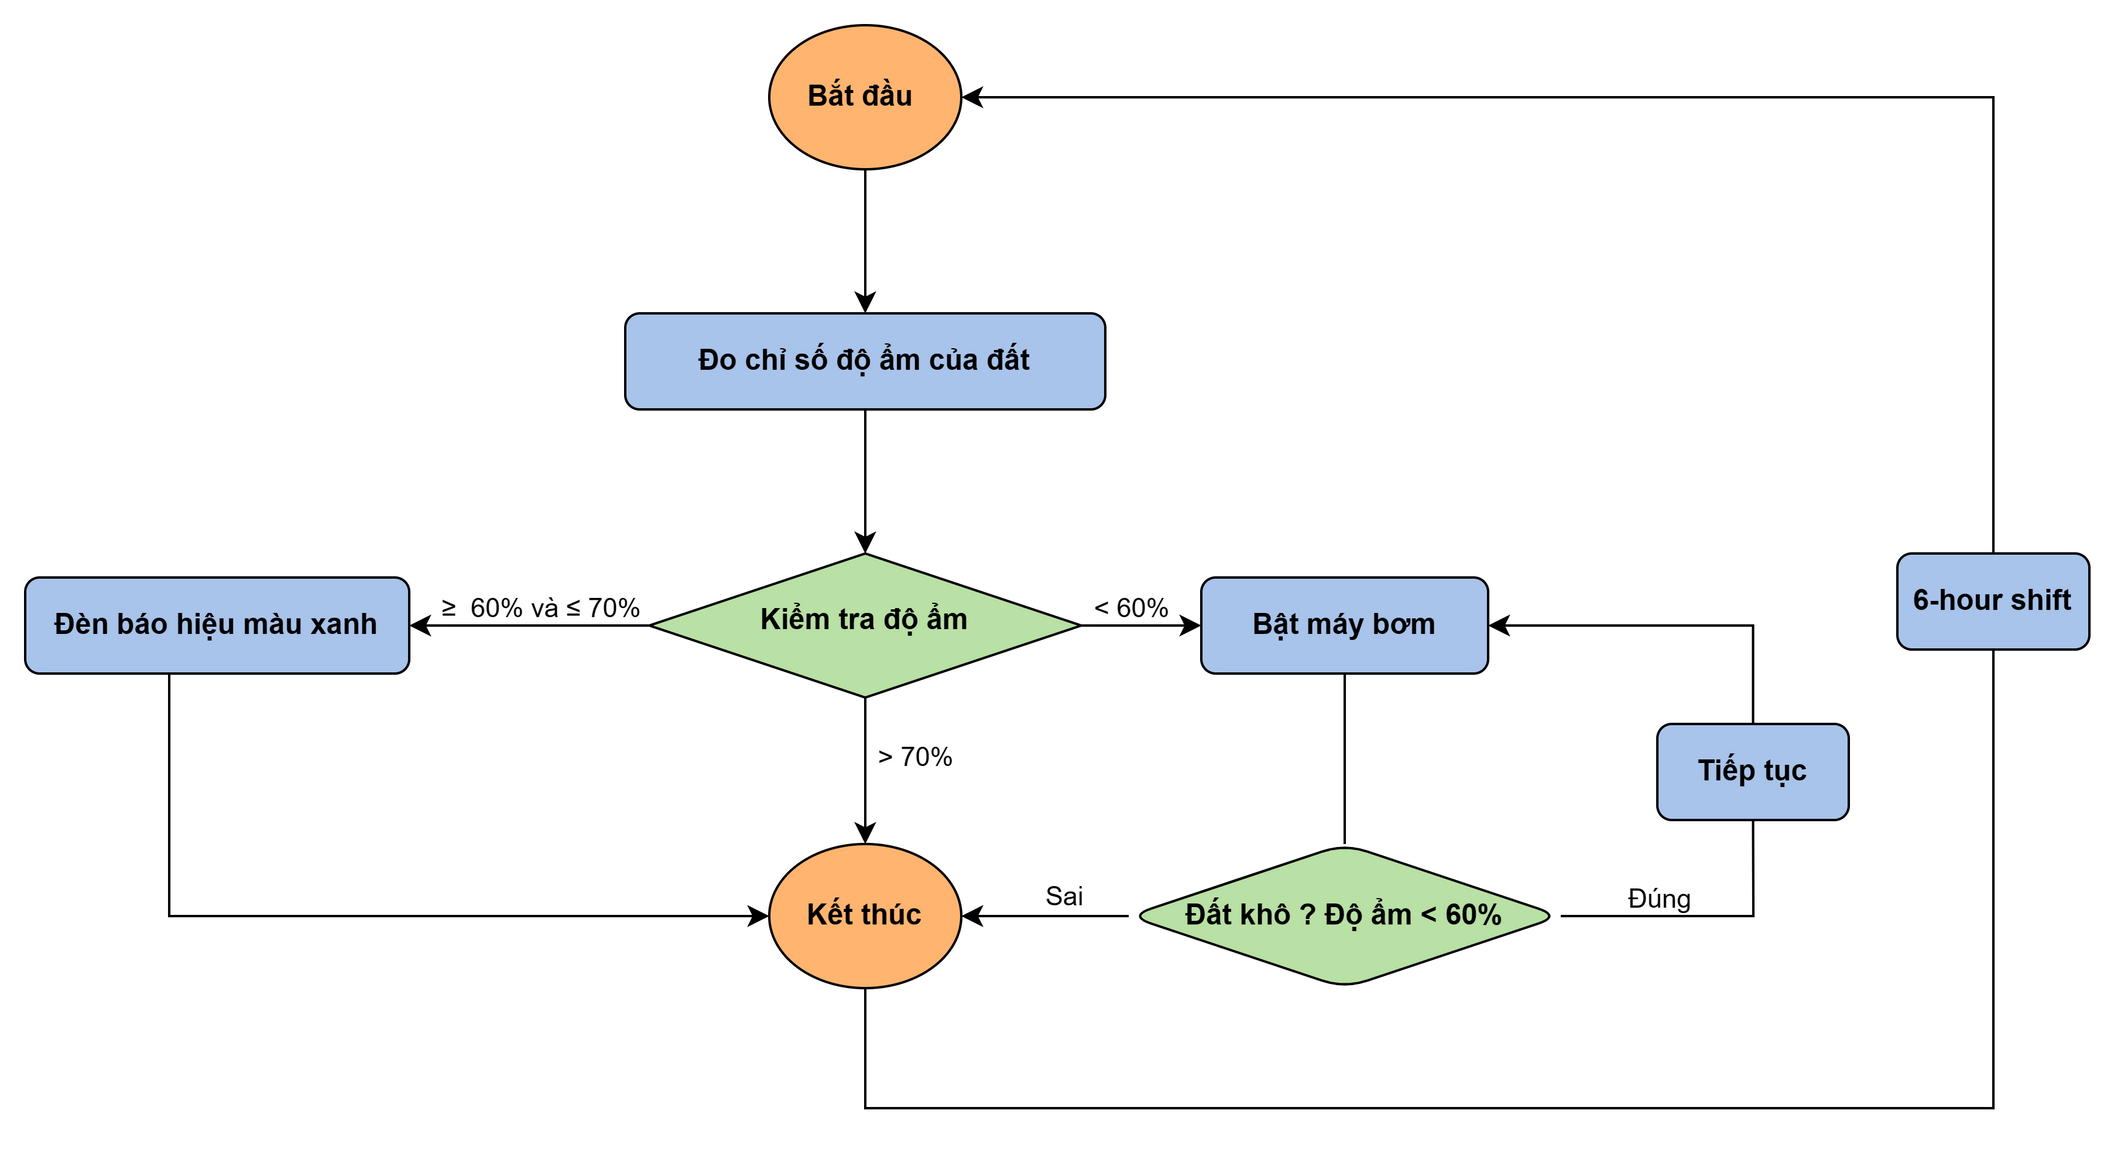 Bắt đầu
Đo chỉ số độ ẩm của đất
Đèn báo hiệu màu xanh
≥ 60% và ≤ 70%
Kiểm tra độ ẩm
< 60%
Bật máy bơm
6-hour shift
> 70%
Tiếp tục
Kết thúc
Sai
Đất khô ? Độ ẩm < 60%
Đúng